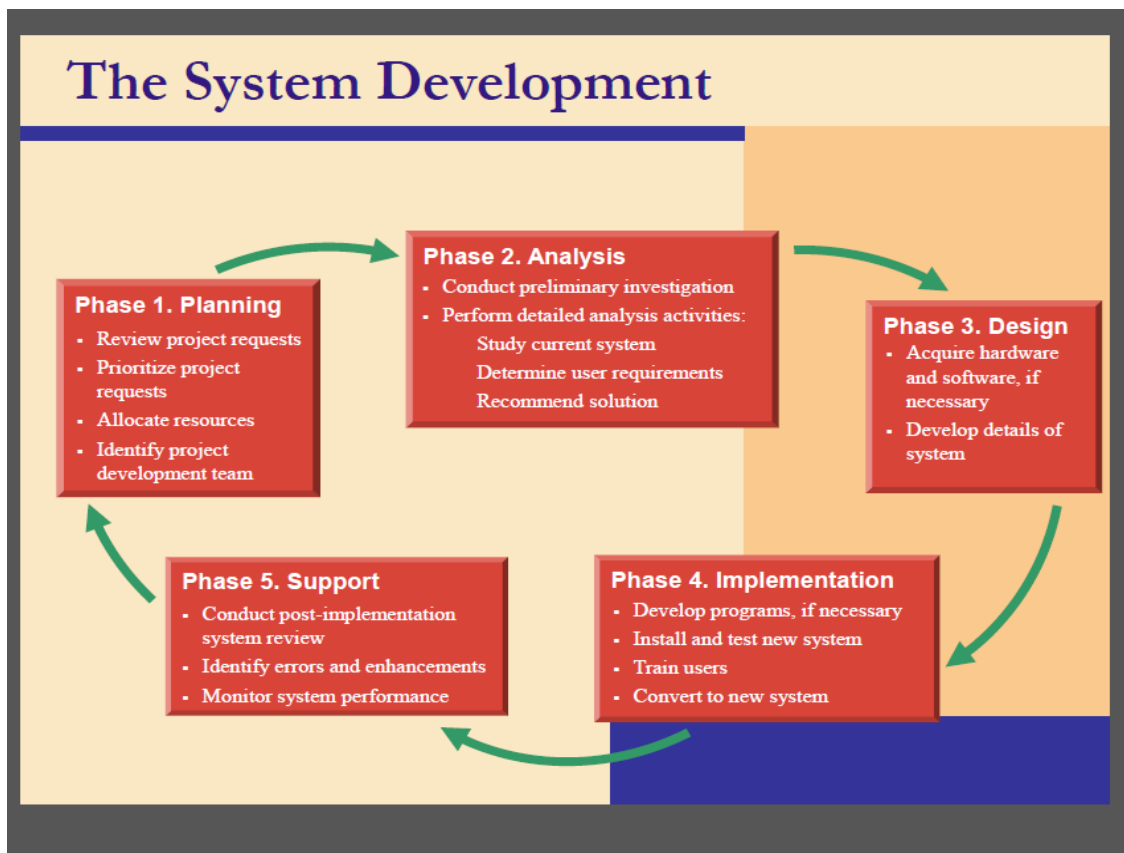 The System Development
Phase 1. Planning
▪ Review project requests
▪ Prioritize project
requests
▪ Allocate resources
▪ Identify project
development team
Phase 2. Analysis
▪ Conduct preliminary investigation
▪ Perform detailed analysis activities:
Study current system
Determine user requirements
Recommend solution
Phase 3. Design
▪ Acquire hardware
and software, if
necessary
▪ Develop details of
system
Phase 4. Implementation
▪ Develop programs, if necessary
▪ Install and test new system
▪ Train users
▪ Convert to new system
Phase 5. Support
▪ Conduct post-implementation
system review
▪ Identify errors and enhancements
▪ Monitor system performance